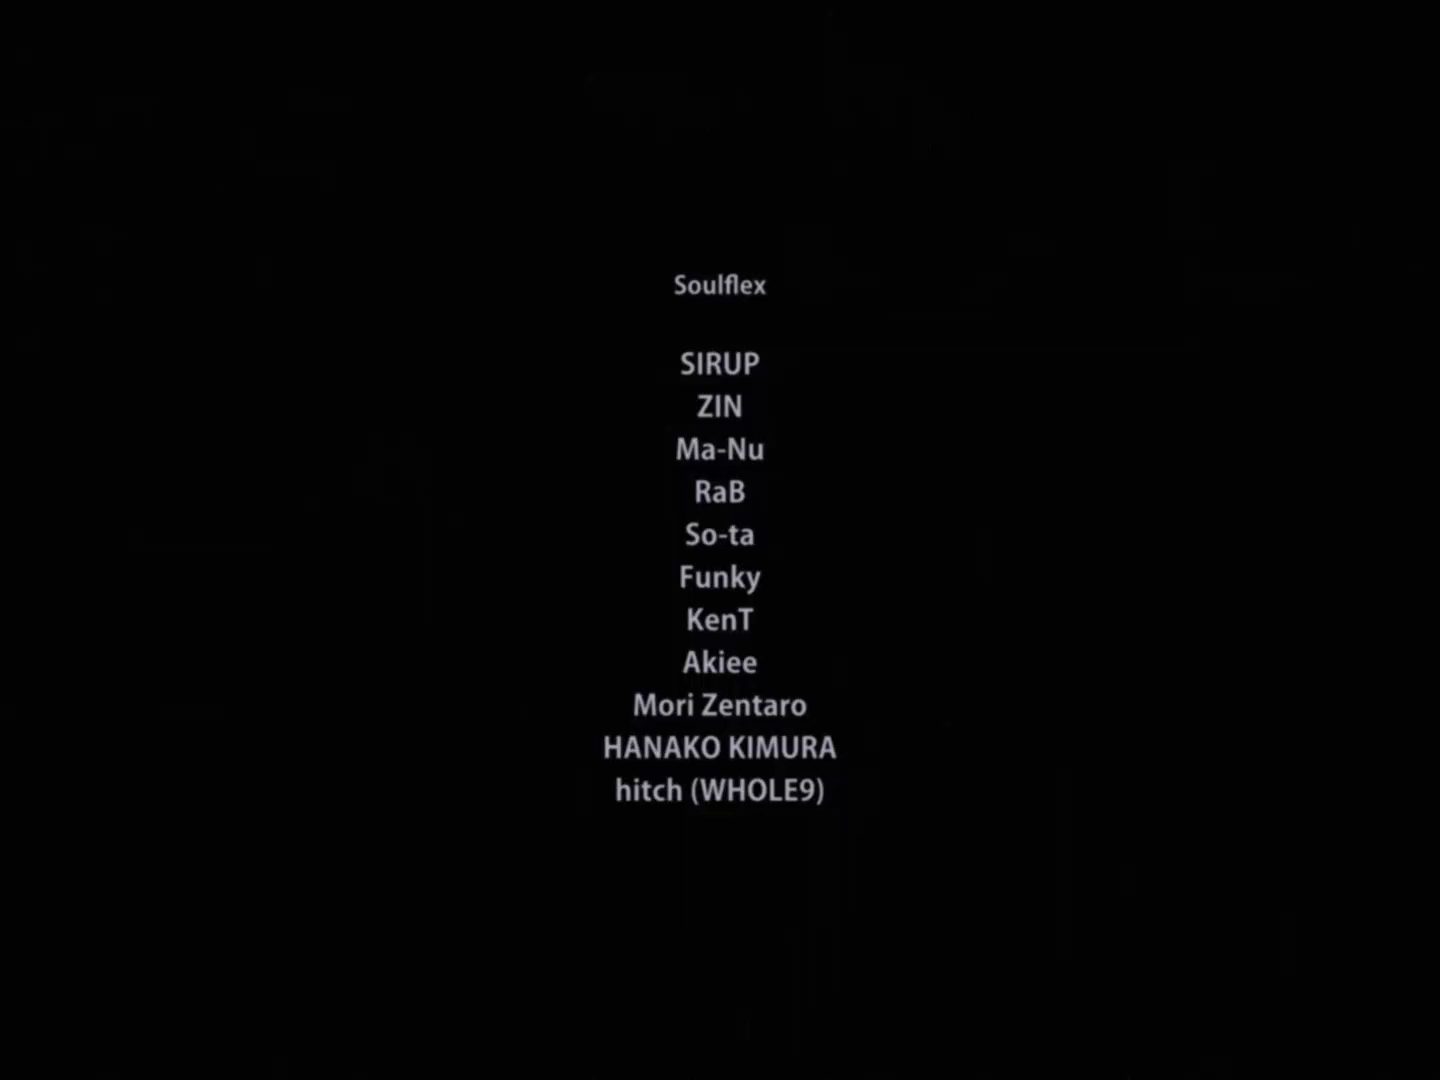 Soulflex
SIRUP
ZIN
Ma-Nu
RaB
So-ta
Funky
KenT
Akiee
Mori Zentaro
HANAKO KIMURA
hitch (WHOLE9)